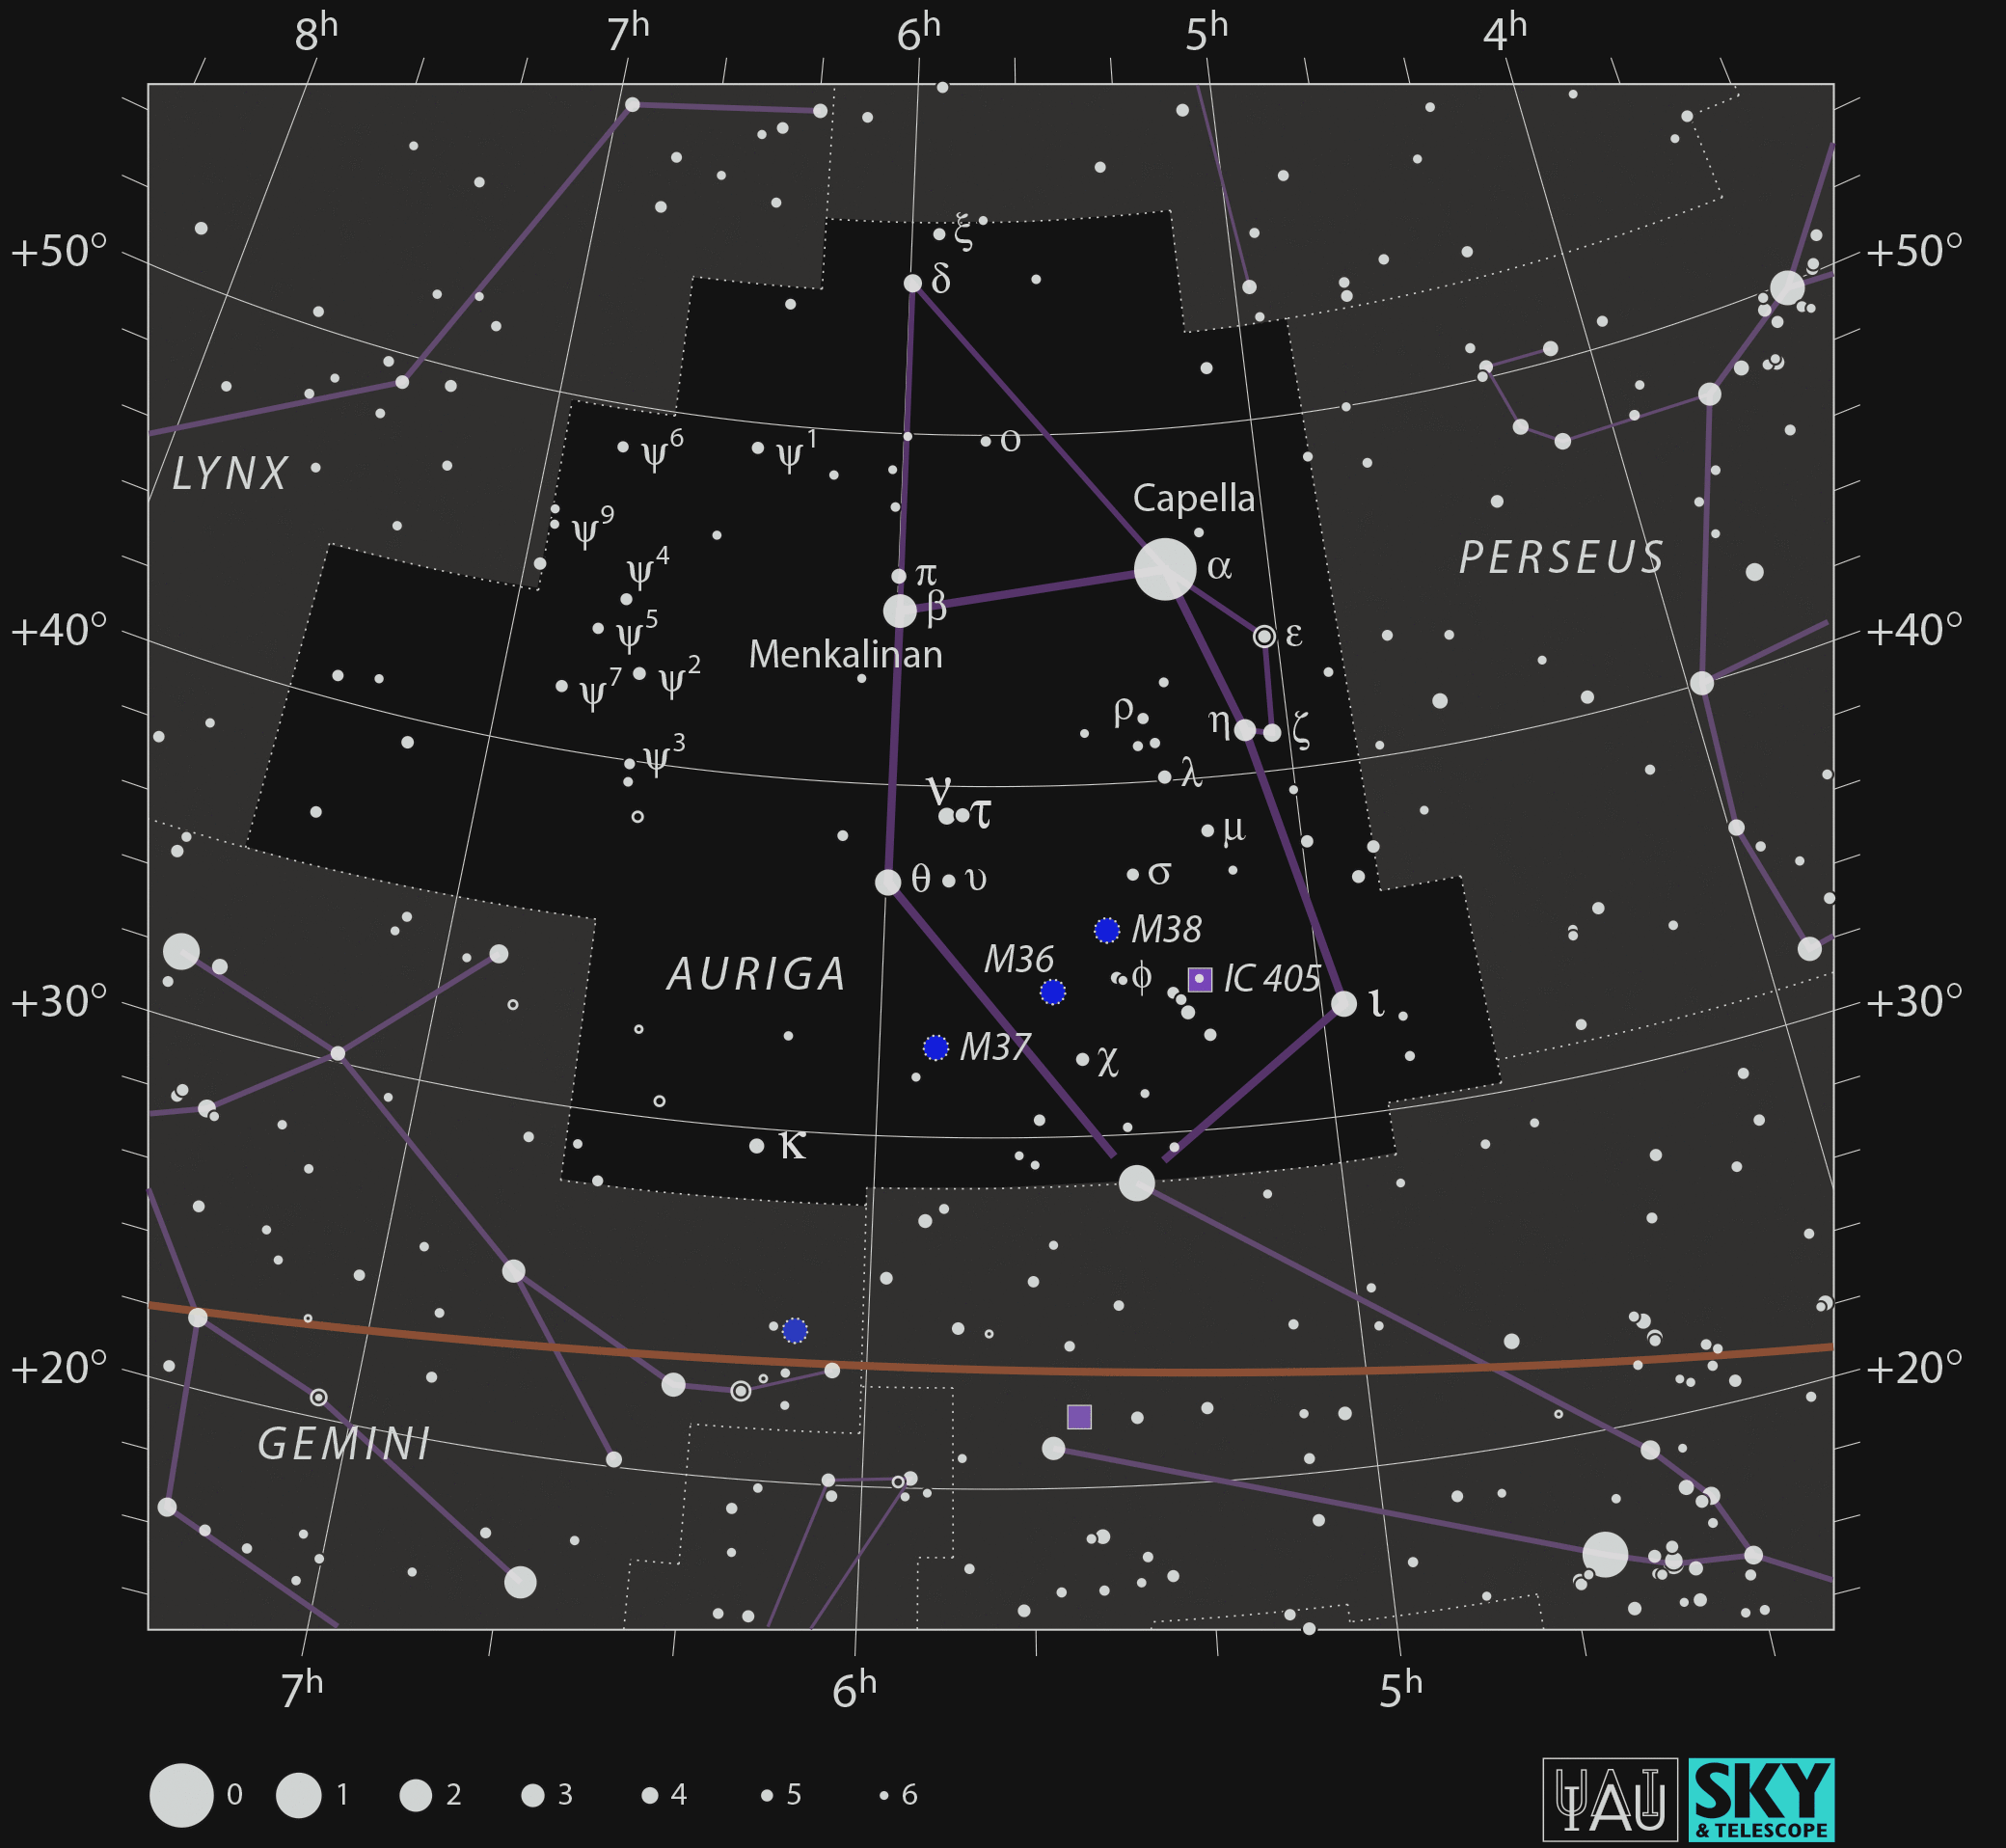 8h 7h 6h 5h 4h
+50° +50°
ξ
δ
ψ6 ψ1 ο
LYNX
Capella
ψ9
PERSEUS
ψ4 π α
β
ψ5 ε
Menkalinan
ψ7 ψ2
ρ η ζ
+40° +40°
ψ3 λ
ν τ
μ
θ υ σ
M38
M36
AURIGA φ IC 405
+30° ι +30°
M37 χ
κ
+20° +20°
GEMINI
7h 6h 5h
0 1 2 3 4 5 6
IAU
SKY
& TELESCOPE